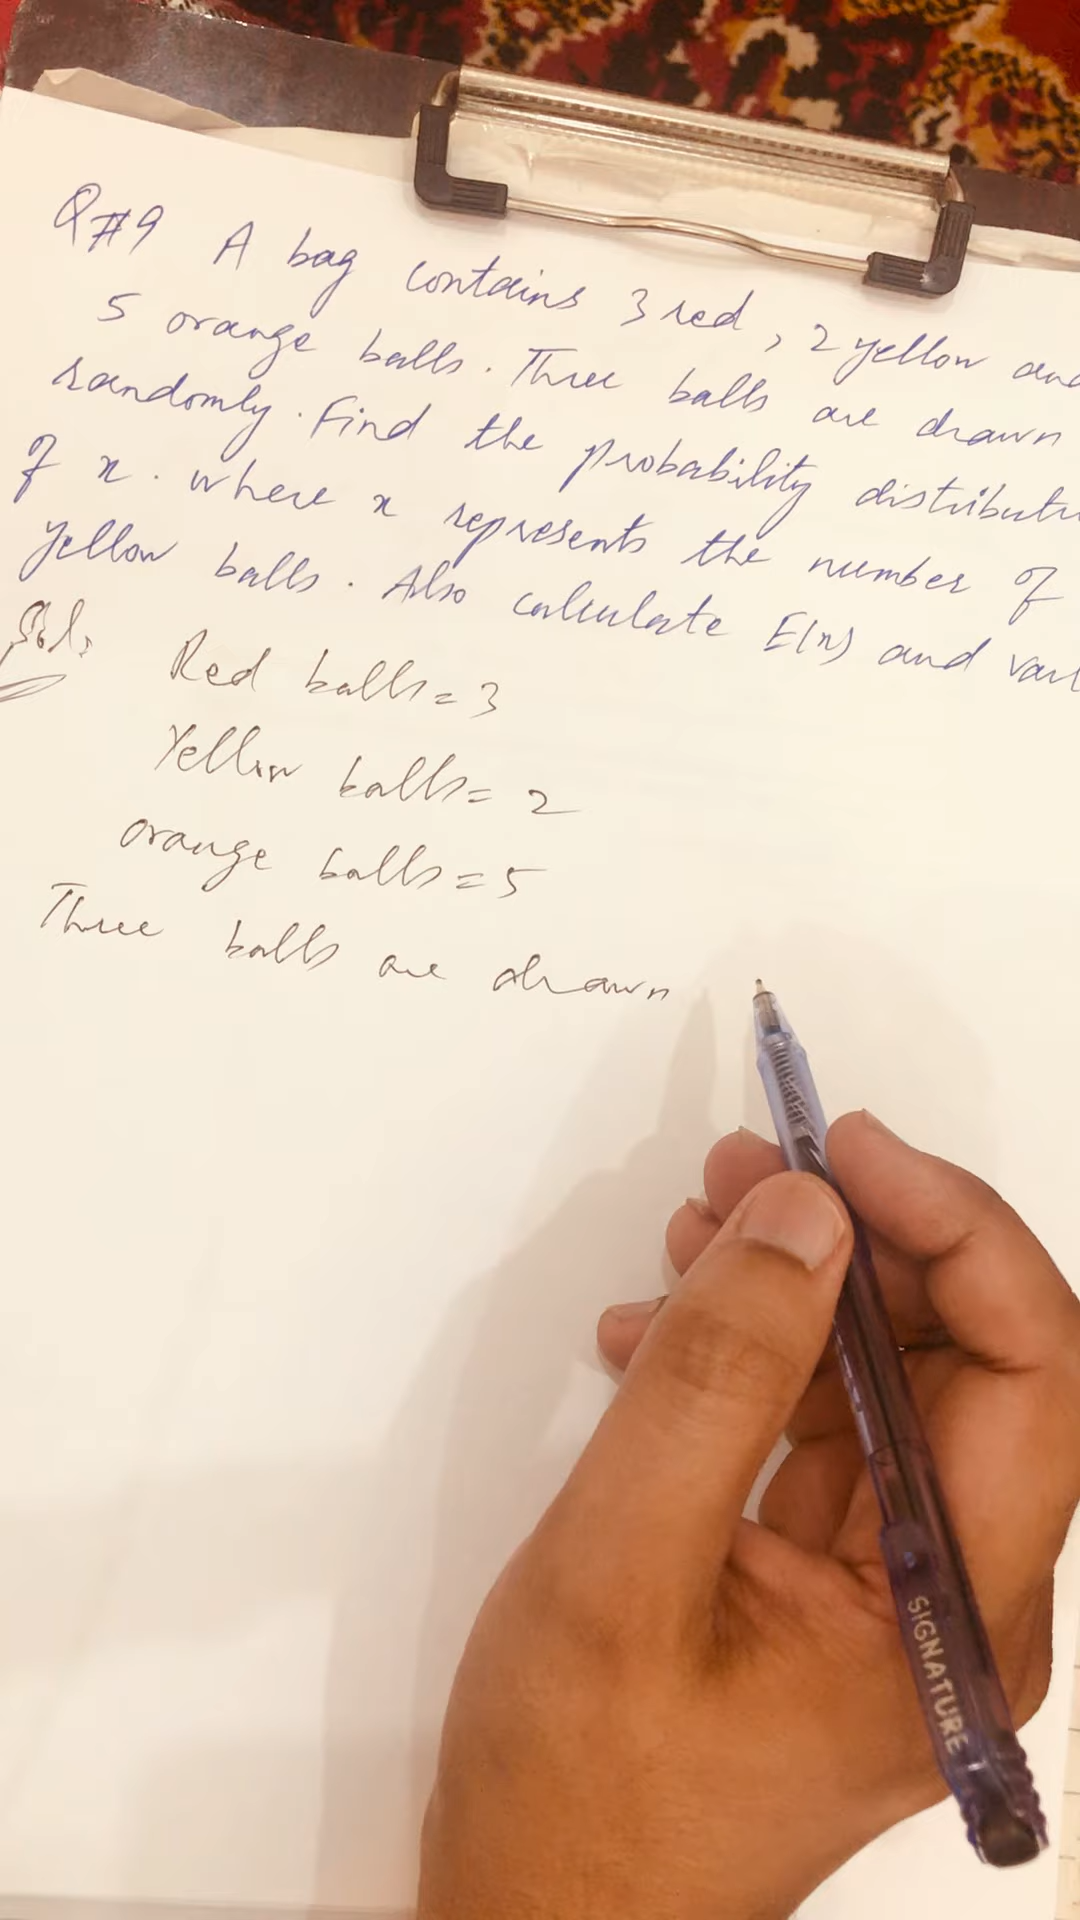 Q#9 A bag contains 3 red, 2 yellow and
5 orange balls. Three balls are drawn
randomly. Find the probability distributi
of x. where x represents the number of
yellow balls. Also calculate E(x) and var
Sol:
Red balls=3
Yellow balls= 2
orange balls=5
Three balls are drawn
SIGNATURE